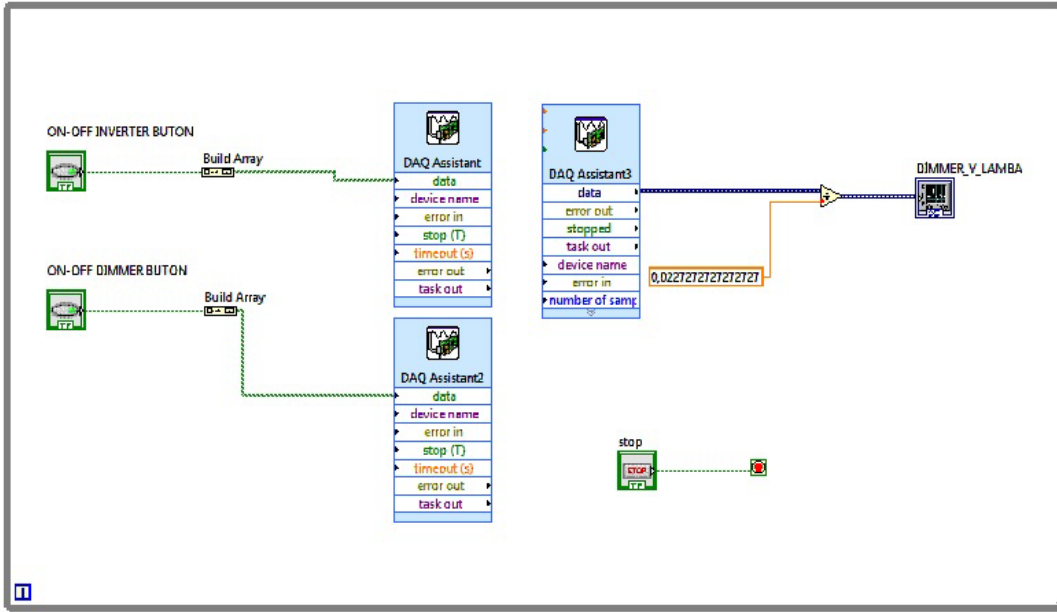 ON-OFF INVERTER BUTON
TF
Build Array
DAQ Assistant
data
device name
error in
stop (T)
timeout (s)
error out
task out
ON-OFF DIMMER BUTON
TF
Build Array
DAQ Assistant2
data
device name
error in
stop (T)
timeout (s)
error out
task out
DAQ Assistant3
data
error out
stopped
task out
device name
error in
number of samp
0,0227272727272727
DİMMER_V_LAMBA
stop
STOP
TF
i